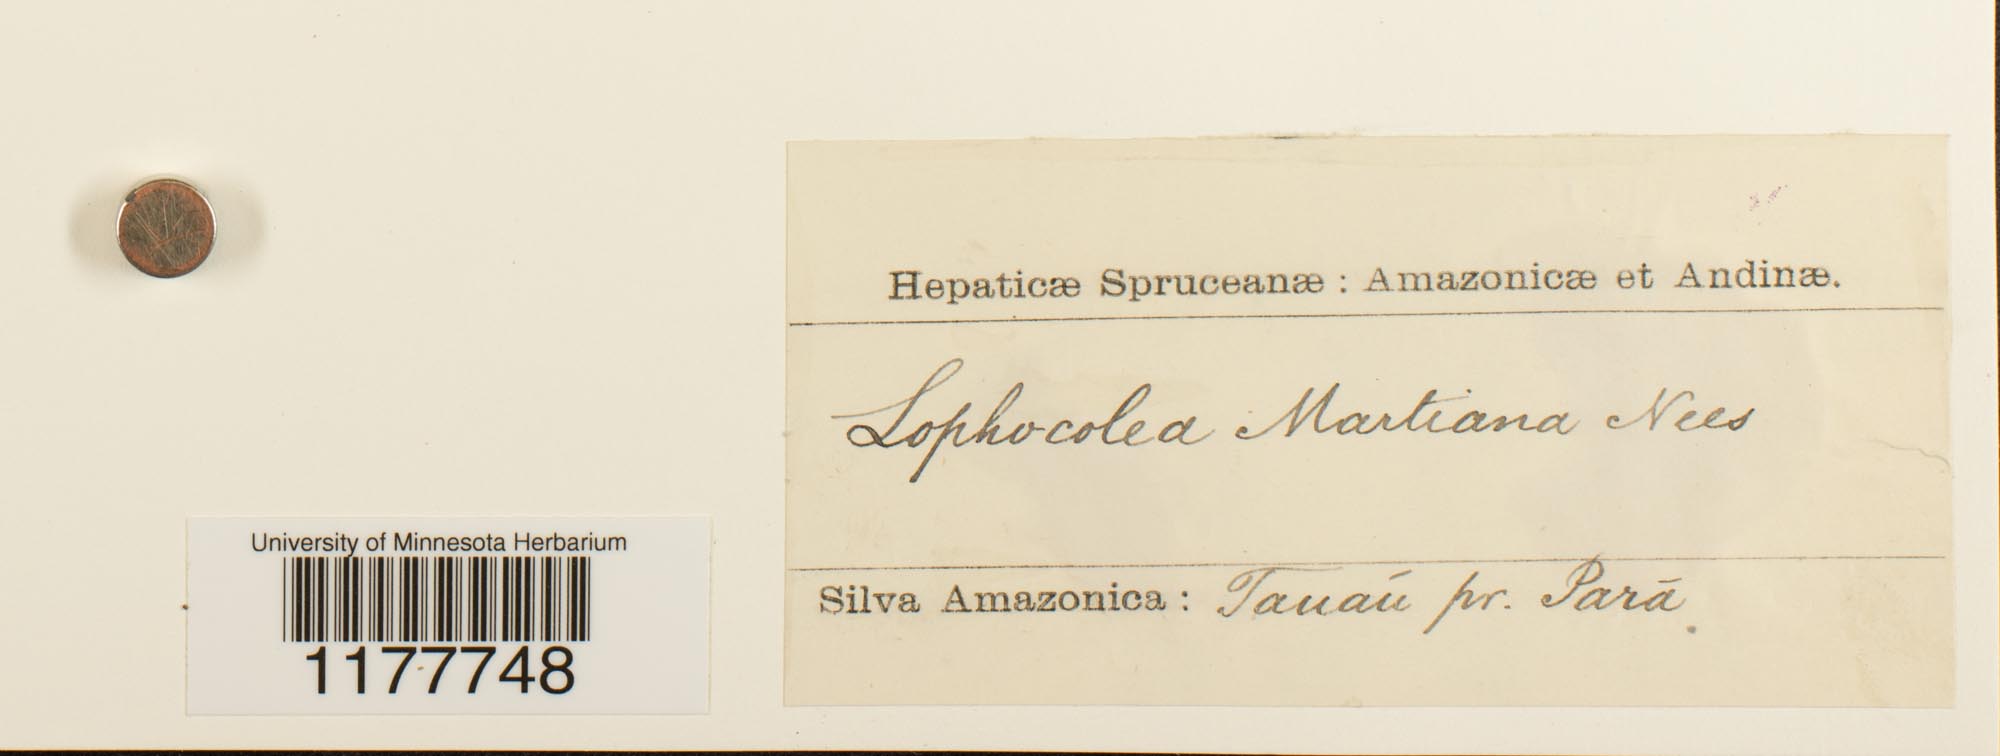 Hepaticæ Spruceanæ : Amazonicæ et Andinæ.
Lophocolea Martiana Nees
Silva Amazonica : Tauaú pr. Pará.
University of Minnesota Herbarium
1177748